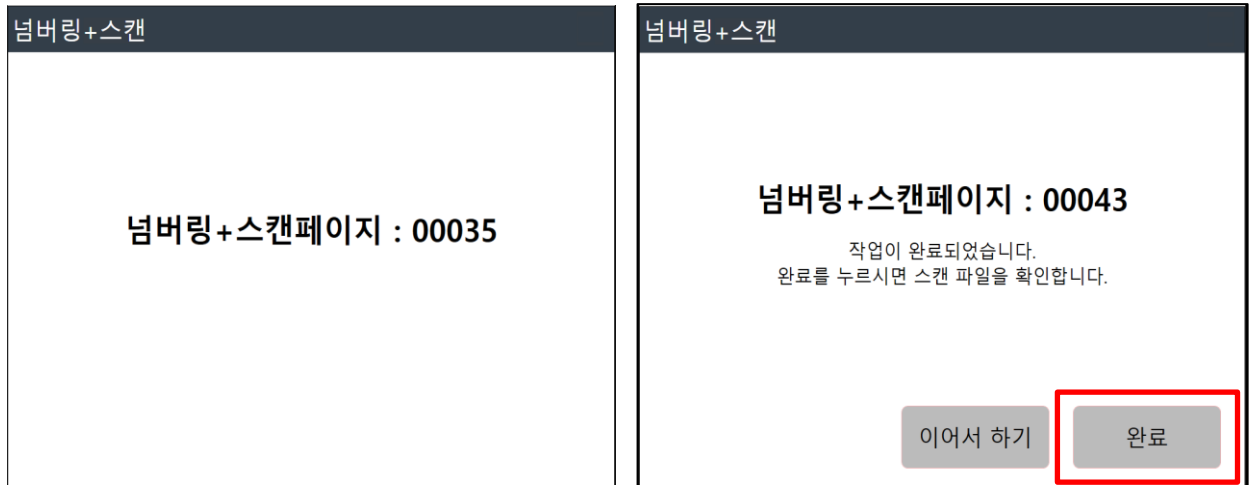 넘버링+스캔
넘버링+스캔페이지 : 00035
넘버링+스캔
넘버링+스캔페이지 : 00043
작업이 완료되었습니다.
완료를 누르시면 스캔 파일을 확인합니다.
이어서 하기
완료